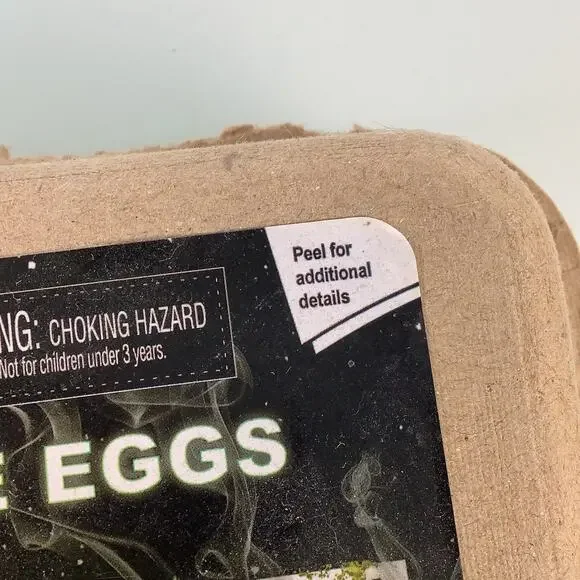 Peel for
additional
details
NG: CHOKING HAZARD
Not for children under 3 years.
E EGGS